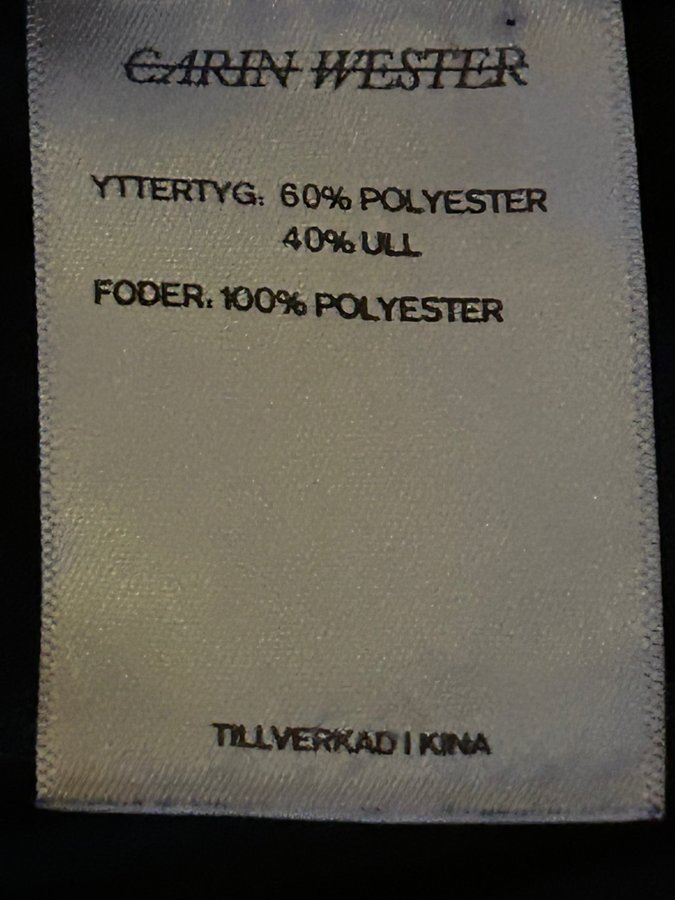 CARIN WESTER
YTTERTYG: 60% POLYESTER
40% ULL
FODER: 100% POLYESTER
TILLVERKAD I KINA